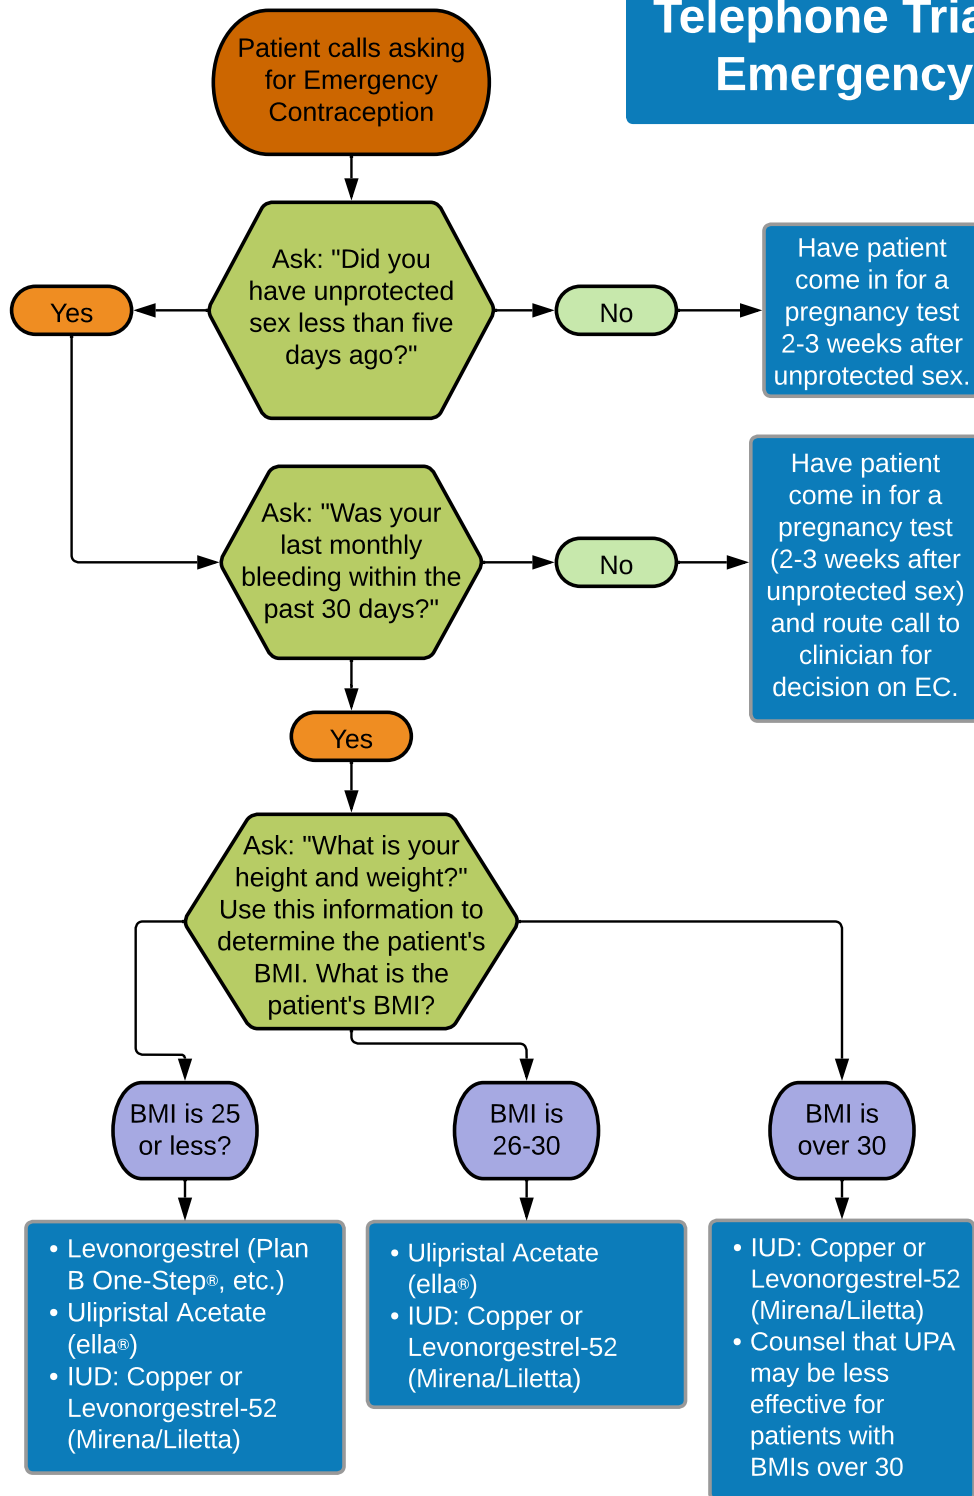 Telephone
Emergency
Patient calls asking
for Emergency
Contraception
Ask: "Did you
have unprotected
sex less than five
days ago?"
Yes
No
Have patient
come in for a
pregnancy test
2-3 weeks after
unprotected sex.
Ask: "Was your
last monthly
bleeding within the
past 30 days?"
No
Have patient
come in for a
pregnancy test
(2-3 weeks after
unprotected sex)
and route call to
clinician for
decision on EC.
Yes
Ask: "What is your
height and weight?"
Use this information to
determine the patient's
BMI. What is the
patient's BMI?
BMI is 25
or less?
BMI is
26-30
BMI is
over 30
• Levonorgestrel (Plan
B One-Step®, etc.)
• Ulipristal Acetate
(ella®)
• IUD: Copper or
Levonorgestrel-52
(Mirena/Liletta)
• Ulipristal Acetate
(ella®)
• IUD: Copper or
Levonorgestrel-52
(Mirena/Liletta)
• IUD: Copper or
Levonorgestrel-52
(Mirena/Liletta)
• Counsel that UPA
may be less
effective for
patients with
BMIs over 30